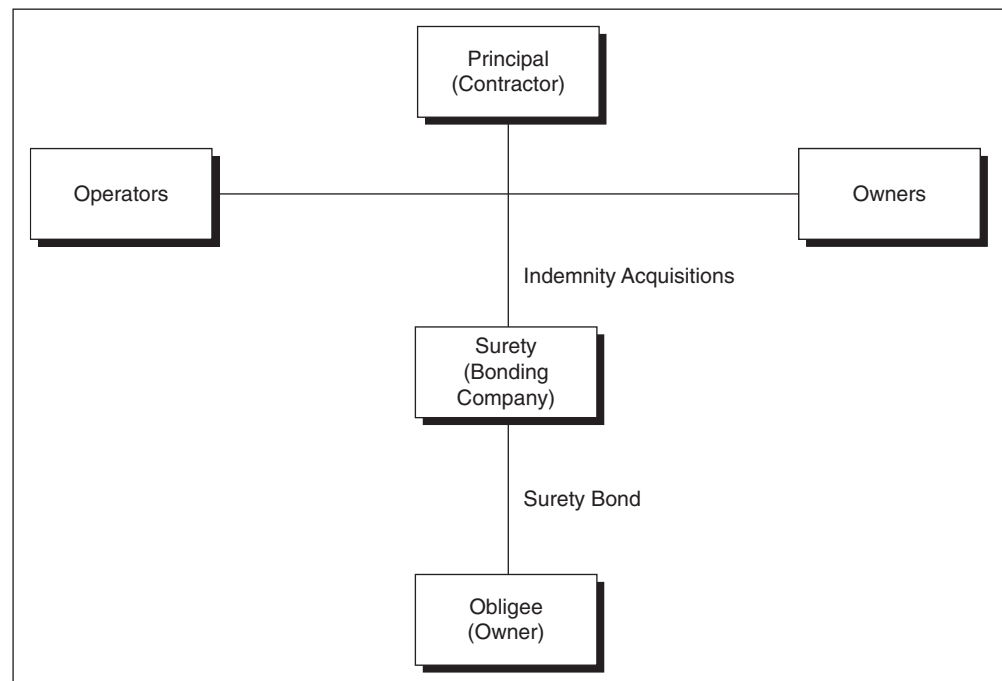 Principal
(Contractor)
Operators
Owners
Indemnity Acquisitions
Surety
(Bonding
Company)
Surety Bond
Obligee
(Owner)